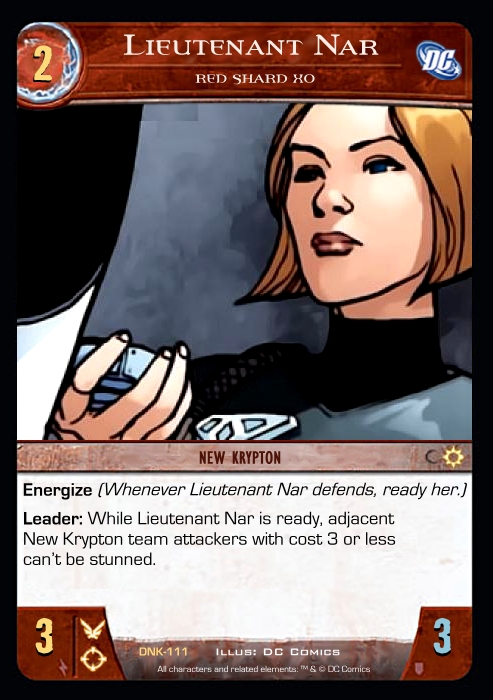 2
LIEUTENANT NAR
RED SHARD XO
DC
NEW KRYPTON
Energize (Whenever Lieutenant Nar defends, ready her.)
Leader: While Lieutenant Nar is ready, adjacent
New Krypton team attackers with cost 3 or less
can't be stunned.
3
DNK-111 ILLUS: DC COMICS
All characters and related elements: ™ & © DC Comics
3